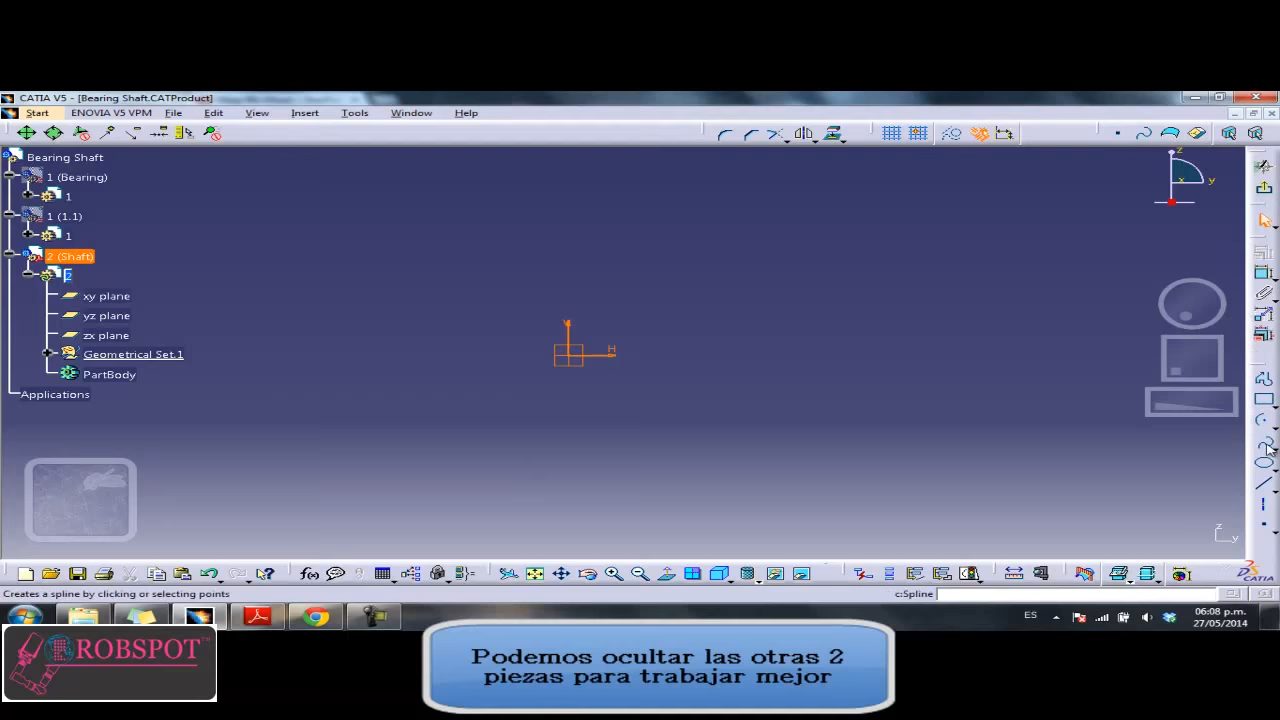 CATIA V5 - [Bearing Shaft.CATProduct]
Start ENOVIA V5 VPM File Edit View Insert Tools Window Help
Bearing Shaft
1 (Bearing)
1
1 (1.1)
1
2 (Shaft)
2
xy plane
yz plane
zx plane
Geometrical Set.1
PartBody
Applications
z
x
y
V
H
z
y
f(x)
CATIA
Creates a spline by clicking or selecting points
c:Spline
ES
06:08 p.m.
27/05/2014
ROBSPOT
Podemos ocultar las otras 2
piezas para trabajar mejor